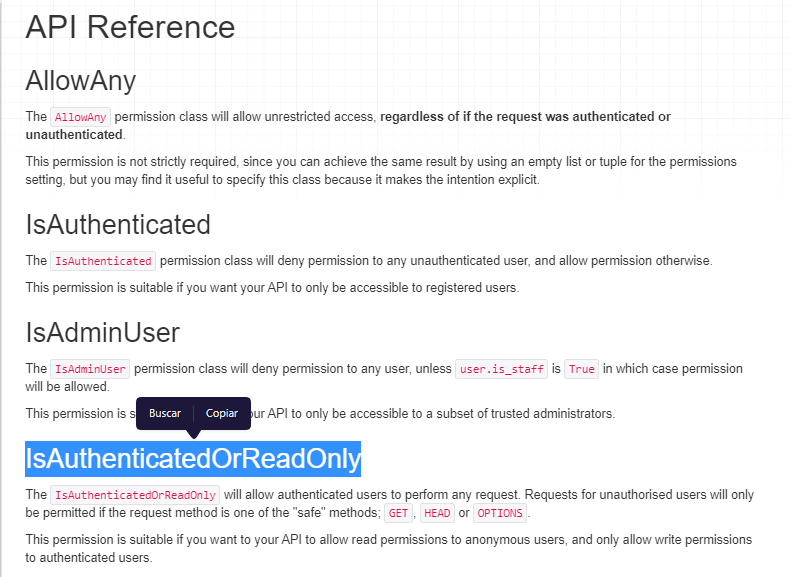 API Reference
AllowAny
The AllowAny permission class will allow unrestricted access, regardless of if the request was authenticated or
unauthenticated.
This permission is not strictly required, since you can achieve the same result by using an empty list or tuple for the permissions
setting, but you may find it useful to specify this class because it makes the intention explicit.
IsAuthenticated
The IsAuthenticated permission class will deny permission to any unauthenticated user, and allow permission otherwise.
This permission is suitable if you want your API to only be accessible to registered users.
IsAdminUser
The IsAdminUser permission class will deny permission to any user, unless user.is_staff is True in which case permission
will be allowed.
Buscar Copiar
This permission is API to only be accessible to a subset of trusted administrators.
IsAuthenticatedOrReadOnly
The IsAuthenticatedOrReadOnly will allow authenticated users to perform any request. Requests for unauthorised users will only
be permitted if the request method is one of the "safe" methods; GET, HEAD or OPTIONS.
This permission is suitable if you want to your API to allow read permissions to anonymous users, and only allow write permissions
to authenticated users.